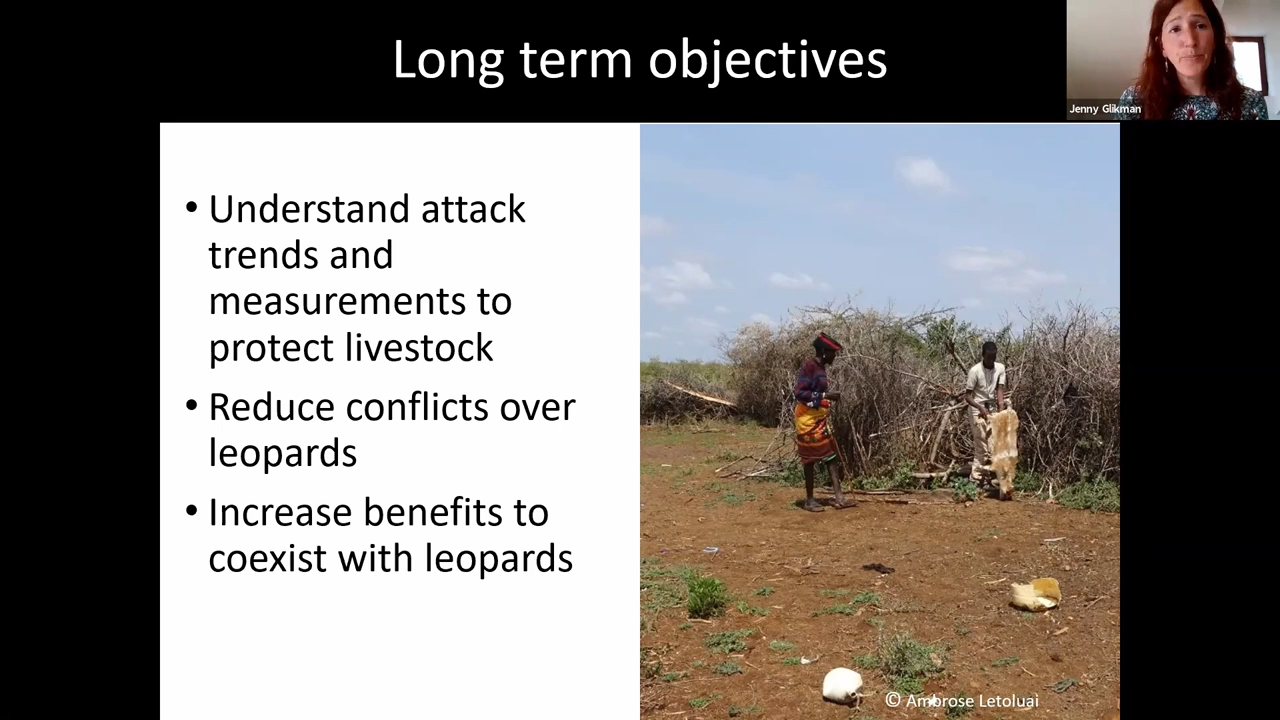 Long term objectives
Jenny Glikman
• Understand attack
trends and
measurements to
protect livestock
• Reduce conflicts over
leopards
• Increase benefits to
coexist with leopards
© Ambrose Letoluai